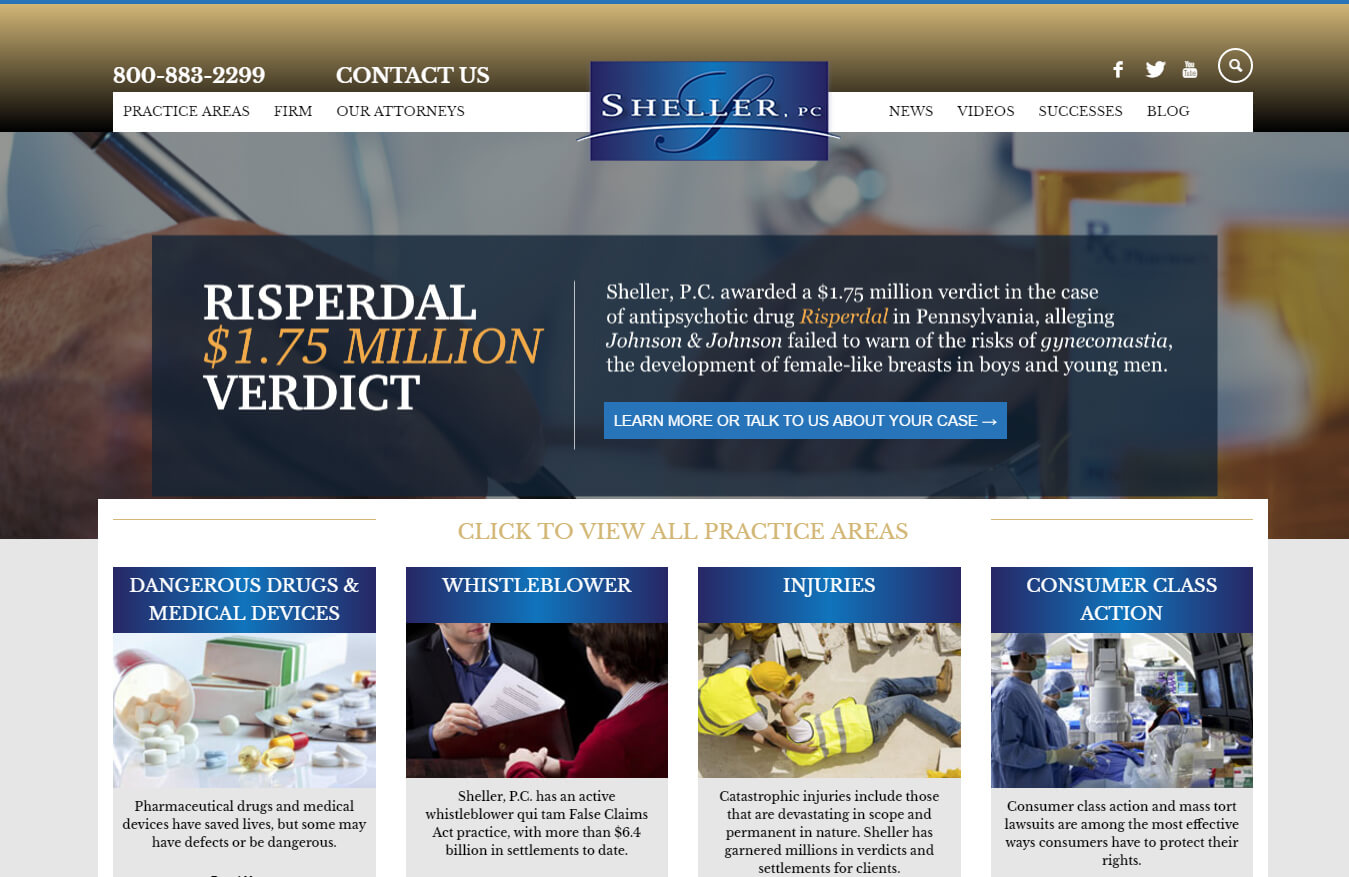 800-883-2299
CONTACT US
PRACTICE AREAS
FIRM
OUR ATTORNEYS
SHELLER, PC
NEWS
VIDEOS
SUCCESSES
BLOG
RISPERDAL
$1.75 MILLION
VERDICT
Sheller, P.C. awarded a $1.75 million verdict in the case
of antipsychotic drug Risperdal in Pennsylvania, alleging
Johnson & Johnson failed to warn of the risks of gynecomastia,
the development of female-like breasts in boys and young men.
LEARN MORE OR TALK TO US ABOUT YOUR CASE →
CLICK TO VIEW ALL PRACTICE AREAS
DANGEROUS DRUGS &
MEDICAL DEVICES
Pharmaceutical drugs and medical
devices have saved lives, but some may
have defects or be dangerous.
WHISTLEBLOWER
Sheller, P.C. has an active
whistleblower qui tam False Claims
Act practice, with more than $6.4
billion in settlements to date.
INJURIES
Catastrophic injuries include those
that are devastating in scope and
permanent in nature. Sheller has
garnered millions in verdicts and
settlements for clients.
CONSUMER CLASS
ACTION
Consumer class action and mass tort
lawsuits are among the most effective
ways consumers have to protect their
rights.